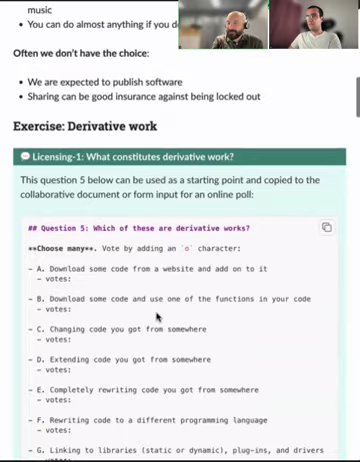 music
• You can do almost anything if you d
Often we don't have the choice:
• We are expected to publish software
• Sharing can be good insurance against being locked out
Exercise: Derivative work
Licensing-1: What constitutes derivative work?
This question 5 below can be used as a starting point and copied to the
collaborative document or form input for an online poll:
## Question 5: Which of these are derivative works?
**Choose many**. Vote by adding an `o` character:
- A. Download some code from a website and add on to it
- votes:
- B. Download some code and use one of the functions in your code
- votes:
- C. Changing code you got from somewhere
- votes:
- D. Extending code you got from somewhere
- votes:
- E. Completely rewriting code you got from somewhere
- votes:
- F. Rewriting code to a different programming language
- votes:
- G. Linking to libraries (static or dynamic), plug-ins, and drivers